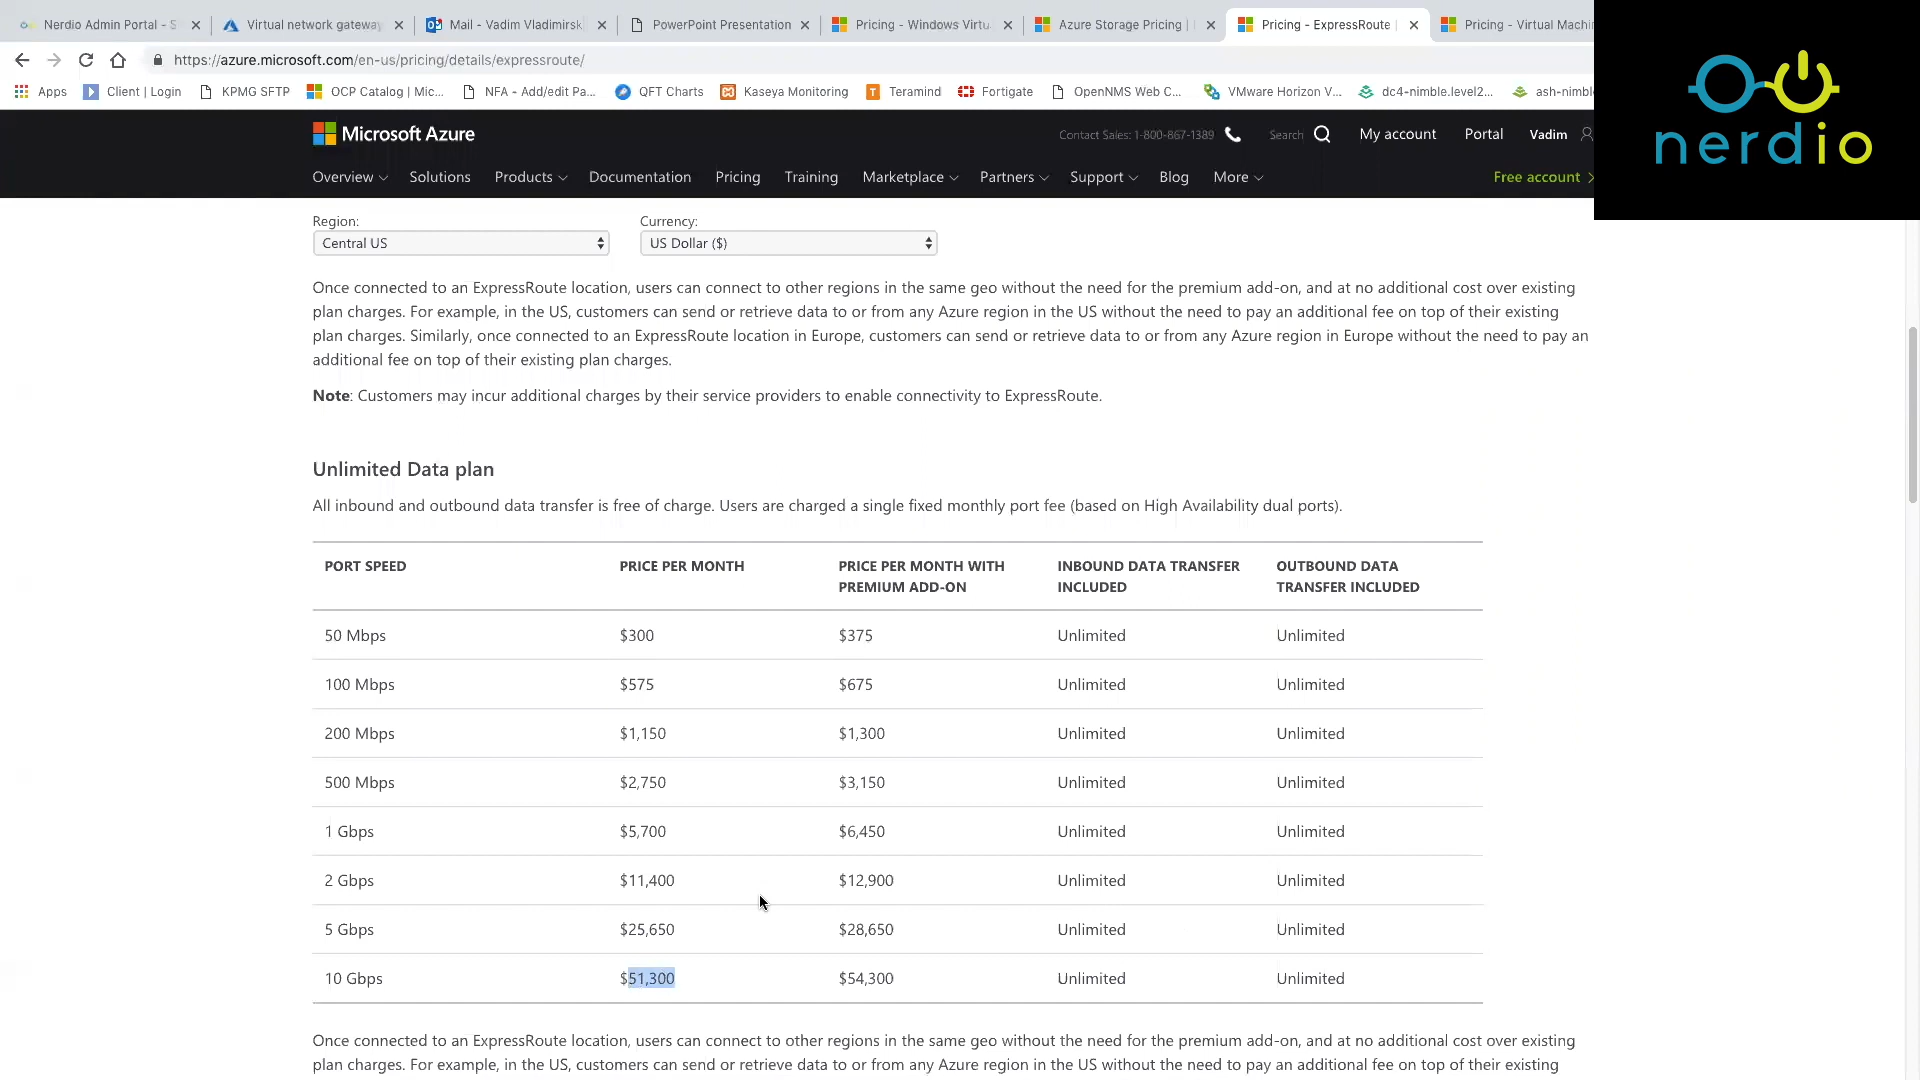 Nerdio Admin Portal - S
Virtual network gateway
Mail - Vadim Vladimirsk
PowerPoint Presentation
Pricing - Windows Virtu
Azure Storage Pricing |
Pricing - ExpressRoute |
Pricing - Virtual Machin
https://azure.microsoft.com/en-us/pricing/details/expressroute/
Apps
Client | Login
KPMG SFTP
OCP Catalog | Mic...
NFA - Add/edit Pa...
QFT Charts
Kaseya Monitoring
Teramind
Fortigate
OpenNMS Web C...
VMware Horizon V...
dc4-nimble.level2...
ash-nimbl
nerdio
Microsoft Azure
Contact Sales: 1-800-867-1389
Search
My account
Portal
Vadim
Overview
Solutions
Products
Documentation
Pricing
Training
Marketplace
Partners
Support
Blog
More
Free account
Region:
Currency:
Central US
US Dollar ($)
Once connected to an ExpressRoute location, users can connect to other regions in the same geo without the need for the premium add-on, and at no additional cost over existing
plan charges. For example, in the US, customers can send or retrieve data to or from any Azure region in the US without the need to pay an additional fee on top of their existing
plan charges. Similarly, once connected to an ExpressRoute location in Europe, customers can send or retrieve data to or from any Azure region in Europe without the need to pay an
additional fee on top of their existing plan charges.
Note: Customers may incur additional charges by their service providers to enable connectivity to ExpressRoute.
Unlimited Data plan
All inbound and outbound data transfer is free of charge. Users are charged a single fixed monthly port fee (based on High Availability dual ports).
PORT SPEED
PRICE PER MONTH
PRICE PER MONTH WITH
PREMIUM ADD-ON
INBOUND DATA TRANSFER
INCLUDED
OUTBOUND DATA
TRANSFER INCLUDED
50 Mbps $300 $375 Unlimited Unlimited
100 Mbps $575 $675 Unlimited Unlimited
200 Mbps $1,150 $1,300 Unlimited Unlimited
500 Mbps $2,750 $3,150 Unlimited Unlimited
1 Gbps $5,700 $6,450 Unlimited Unlimited
2 Gbps $11,400 $12,900 Unlimited Unlimited
5 Gbps $25,650 $28,650 Unlimited Unlimited
10 Gbps $51,300 $54,300 Unlimited Unlimited
Once connected to an ExpressRoute location, users can connect to other regions in the same geo without the need for the premium add-on, and at no additional cost over existing
plan charges. For example, in the US, customers can send or retrieve data to or from any Azure region in the US without the need to pay an additional fee on top of their existing